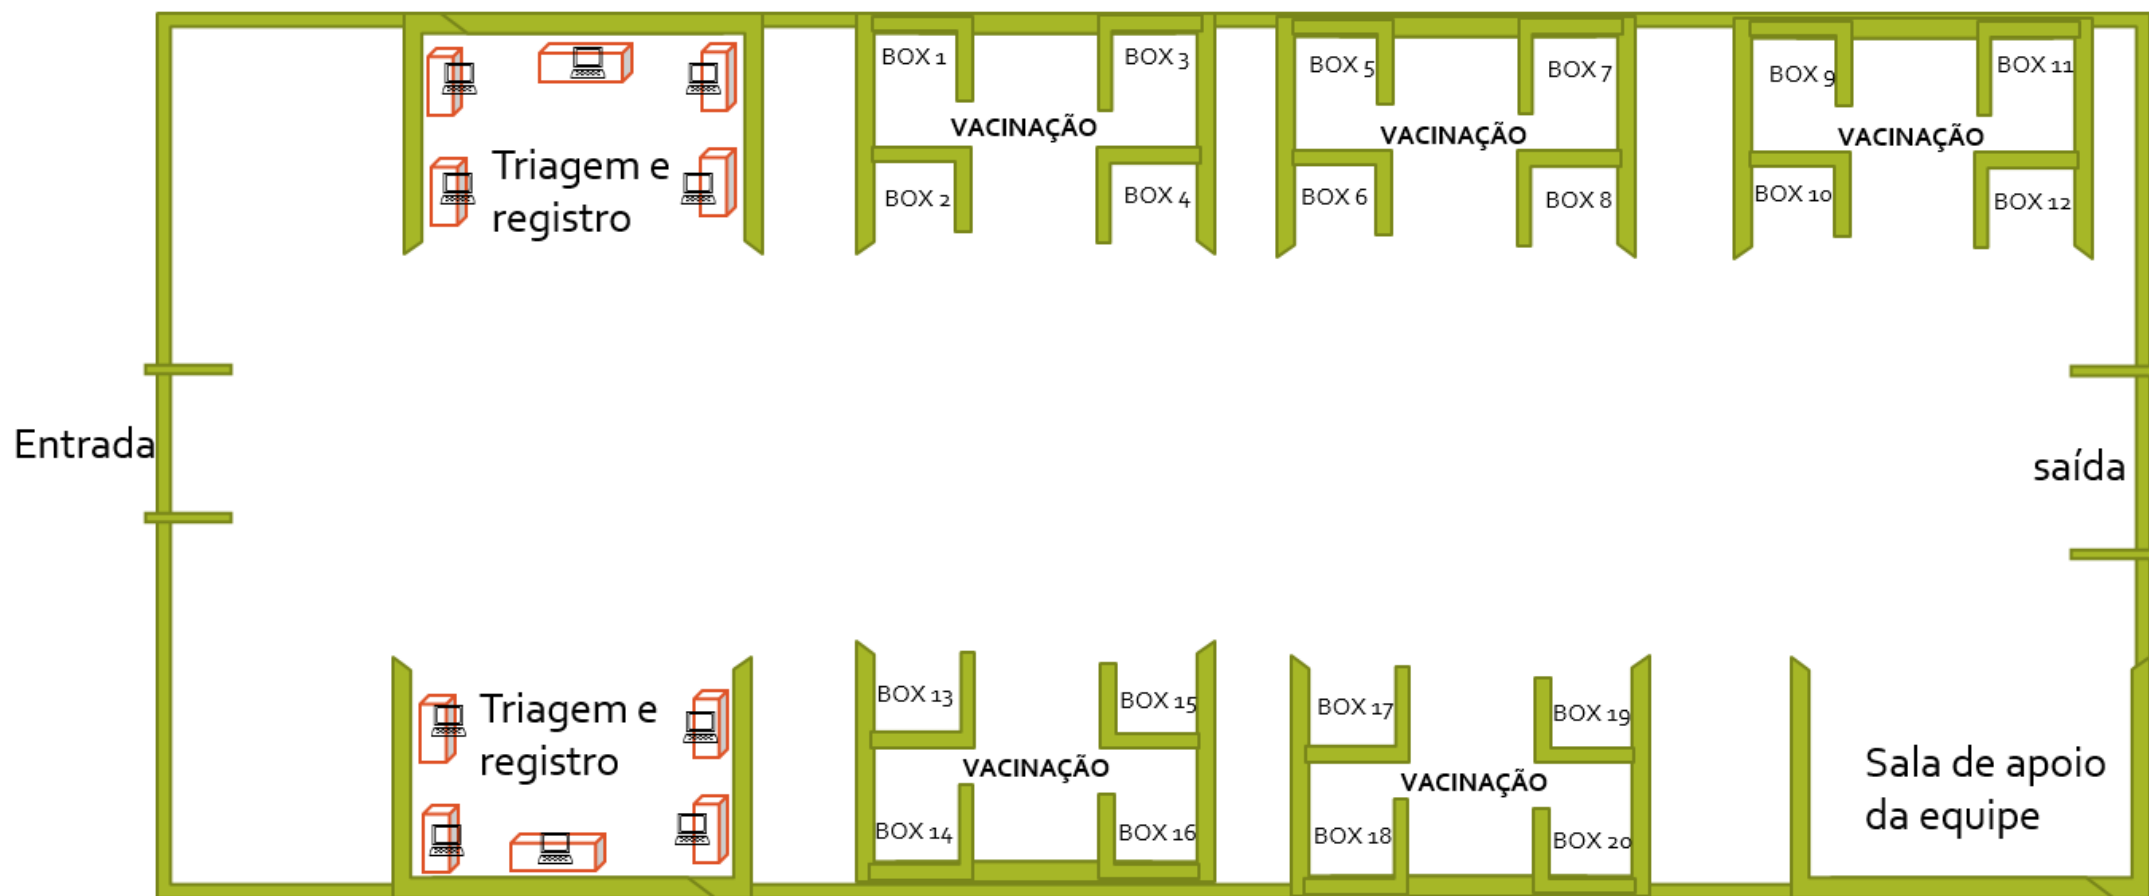 BOX 1
BOX 3
BOX 5
BOX 7
BOX 9
BOX 11
VACINAÇÃO
VACINAÇÃO
VACINAÇÃO
Triagem e
registro
BOX 2
BOX 4
BOX 6
BOX 8
BOX 10
BOX 12
Entrada
saída
Triagem e
registro
BOX 13
BOX 15
BOX 17
BOX 19
VACINAÇÃO
VACINAÇÃO
Sala de apoio
da equipe
BOX 14
BOX 16
BOX 18
BOX 20